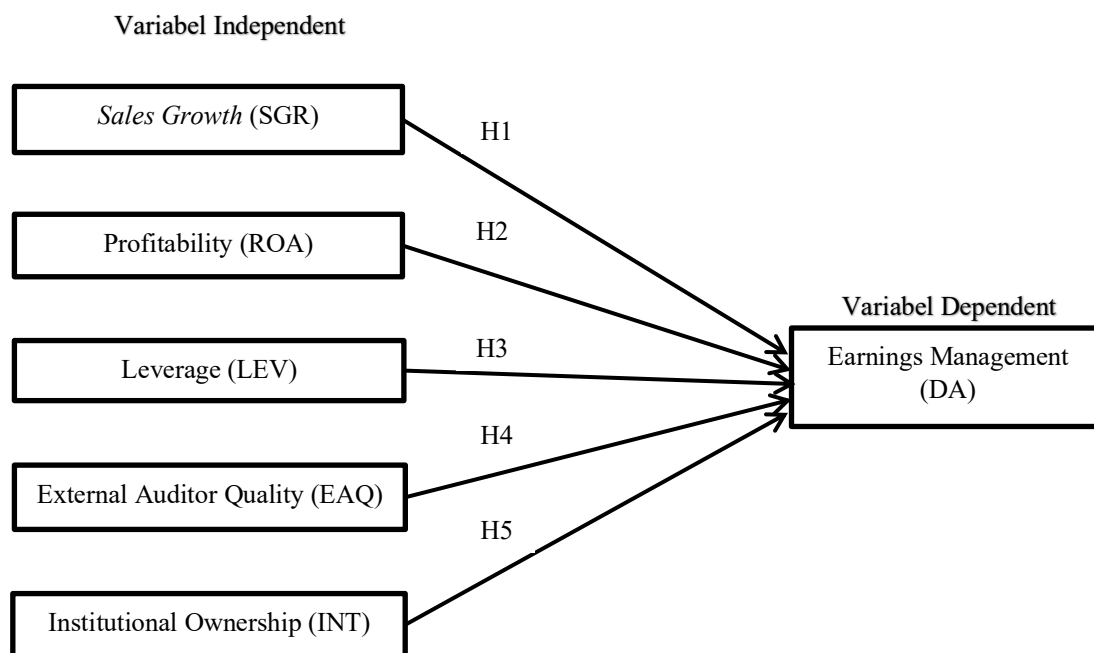 Variabel Independent
Sales Growth (SGR)
H1
Profitability (ROA)
H2
Variabel Dependent
Earnings Management
(DA)
Leverage (LEV)
H3
External Auditor Quality (EAQ)
H4
Institutional Ownership (INT)
H5